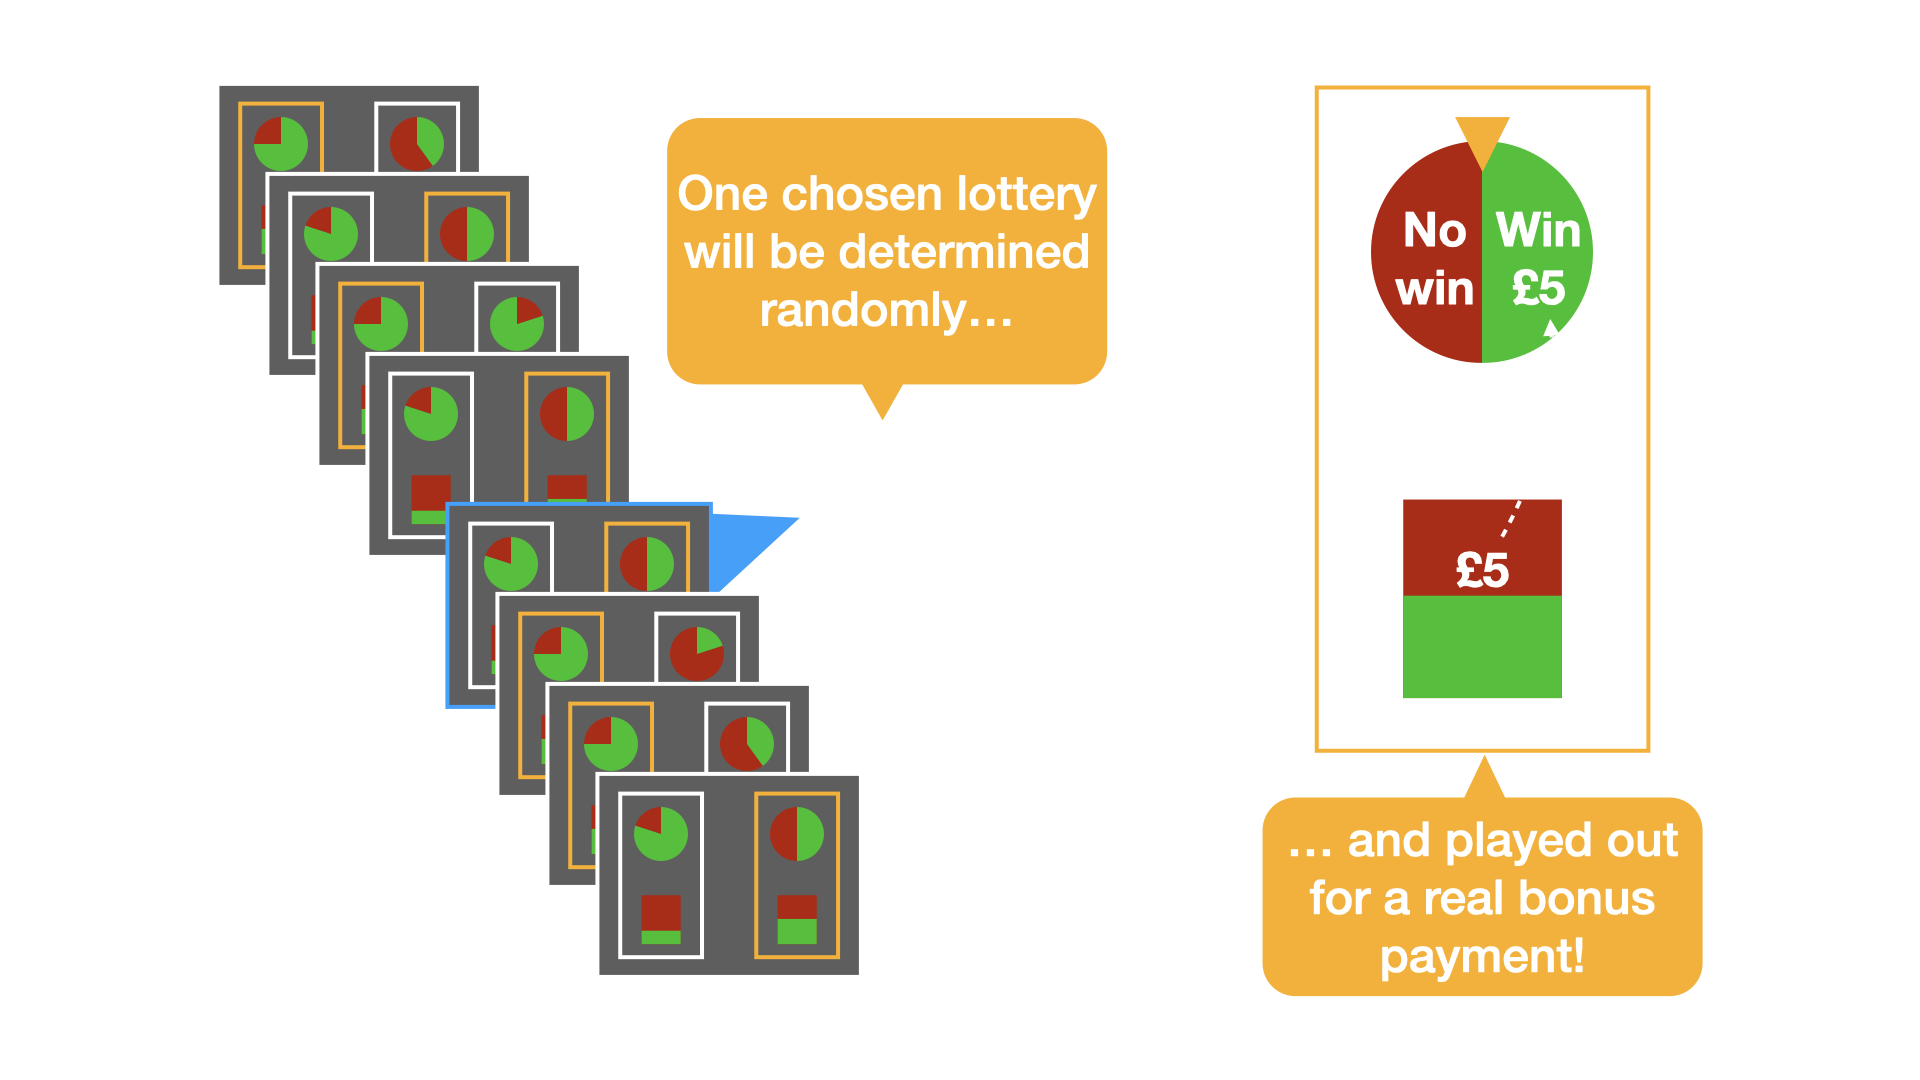 One chosen lottery
will be determined
randomly…
No
win
Win
£5
£5
… and played out
for a real bonus
payment!